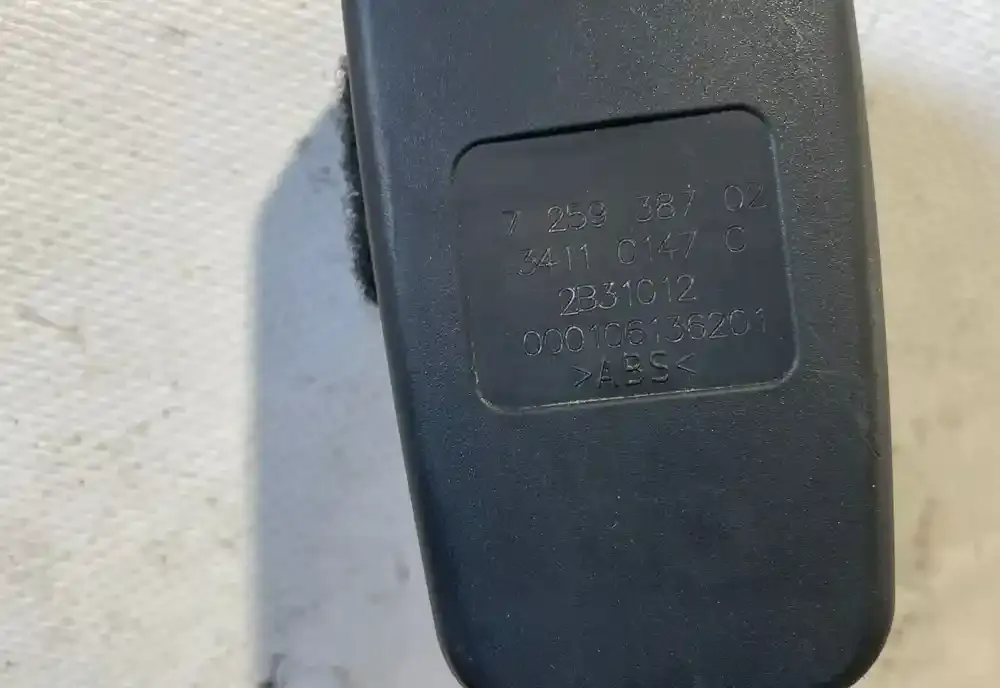 7 259 387 02
3411 0147 C
2B31012
000106136201
>ABS<